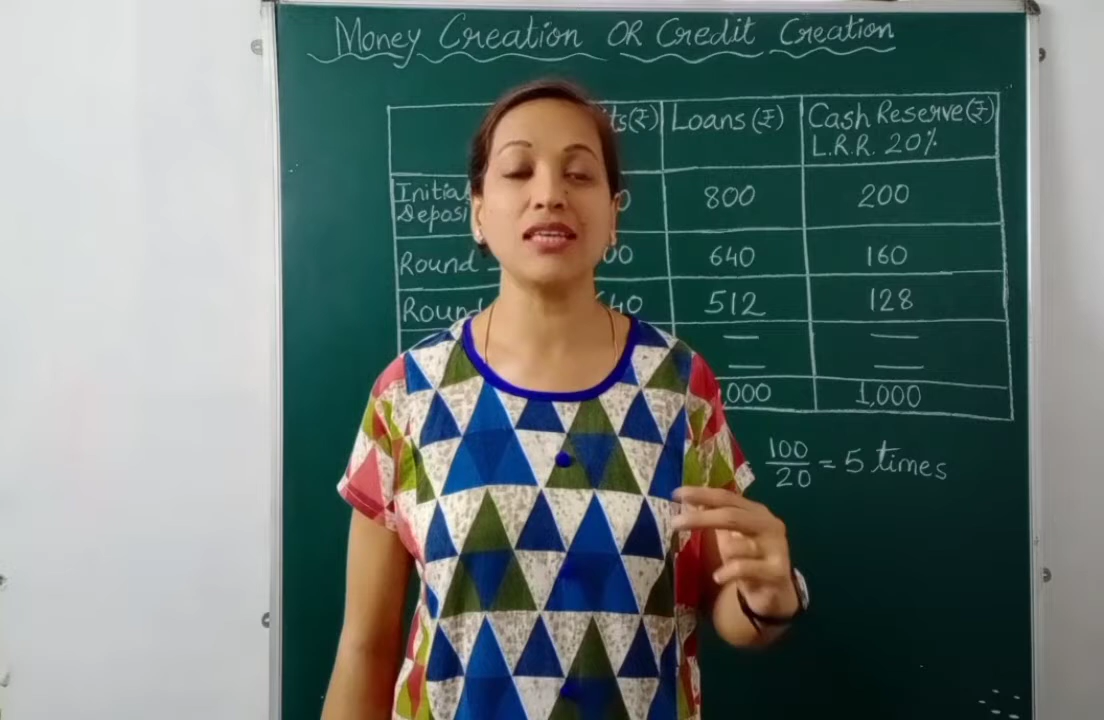 Money Creation OR Credit Creation
Loans (₹) Cash Reserve (₹)
L.R.R. 20%
800 200
Round 640 160
512 128
1,000
100/20 = 5 times